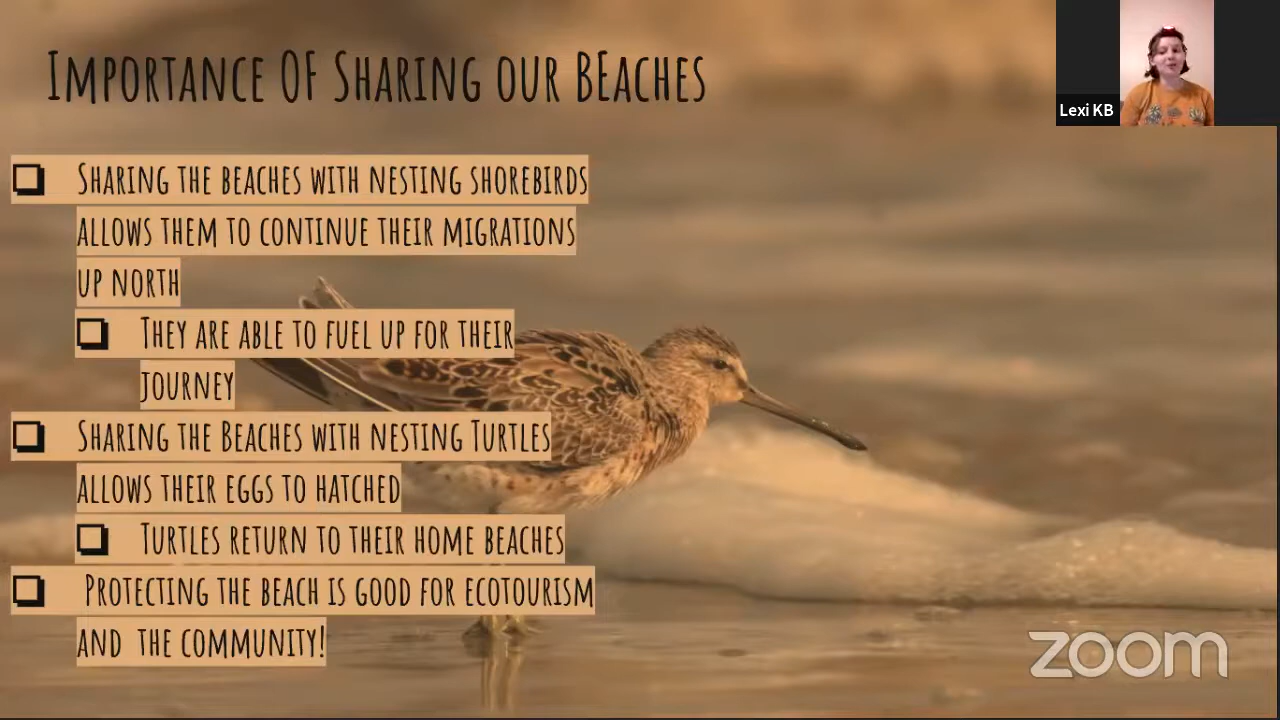 Importance Of Sharing our BEaches
Lexi KB
Sharing the beaches with nesting shorebirds
allows them to continue their migrations
up north
They are able to fuel up for their
journey
Sharing the Beaches with nesting Turtles
allows their eggs to hatched
Turtles return to their home beaches
Protecting the beach is good for ecotourism
and the community!
zoom